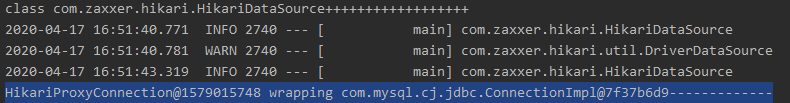 class com.zaxxer.hikari.HikariDataSource++++++++++++++++++
2020-04-17 16:51:40.771  INFO 2740 --- [           main] com.zaxxer.hikari.HikariDataSource
2020-04-17 16:51:40.781  WARN 2740 --- [           main] com.zaxxer.hikari.util.DriverDataSource
2020-04-17 16:51:43.319  INFO 2740 --- [           main] com.zaxxer.hikari.HikariDataSource
HikariProxyConnection@1579015748 wrapping com.mysql.cj.jdbc.ConnectionImpl@7f37b6d9-------------